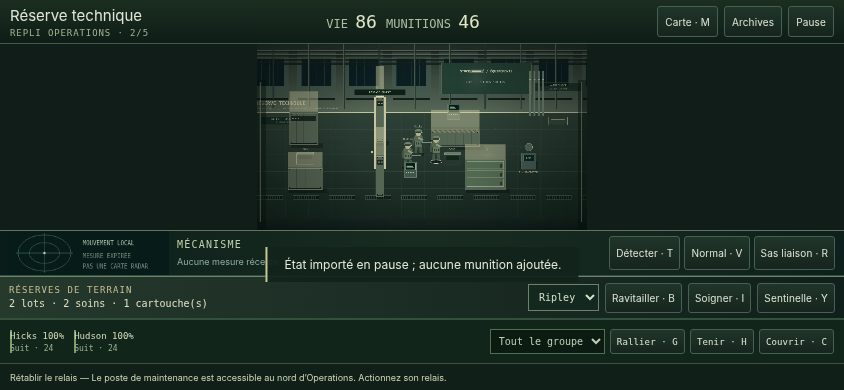 Réserve technique
REPLI OPERATIONS · 2/5
VIE 86 MUNITIONS 46
Carte · M
Archives
Pause
RÉSERVE TECHNIQUE
MOUVEMENT LOCAL
MESURE EXPIRÉE
PAS UNE CARTE RADAR
MÉCANISME
Aucune mesure réce
État importé en pause ; aucune munition ajoutée.
Détecter · T
Normal · V
Sas liaison · R
RÉSERVES DE TERRAIN
2 lots · 2 soins · 1 cartouche(s)
Ripley
Ravitailler · B
Soigner · I
Sentinelle · Y
Hicks 100%
Suit · 24
Hudson 100%
Suit · 24
Tout le groupe
Rallier · G
Tenir · H
Couvrir · C
Rétablir le relais — Le poste de maintenance est accessible au nord d’Operations. Actionnez son relais.